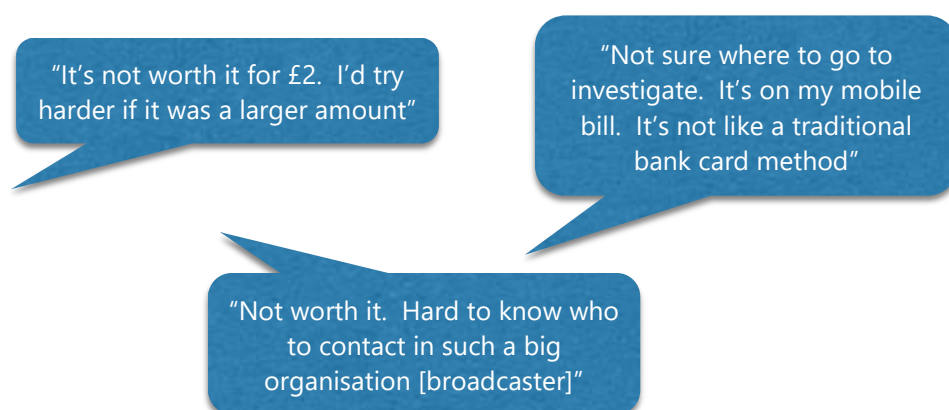 “It’s not worth it for £2.  I’d try
harder if it was a larger amount”
“Not sure where to go to
investigate.  It’s on my mobile
bill.  It’s not like a traditional
bank card method”
“Not worth it.  Hard to know who
to contact in such a big
organisation [broadcaster]”